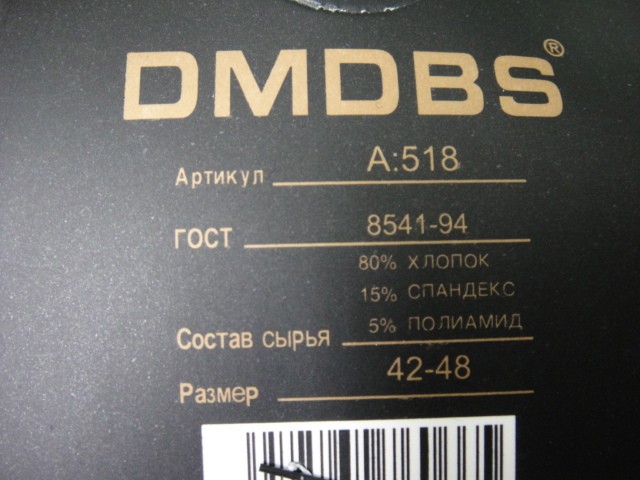 DMDBS®
Артикул A:518
ГОСТ 8541-94
80% ХЛОПОК
15% СПАНДЕКС
Состав сырья 5% ПОЛИАМИД
Размер 42-48